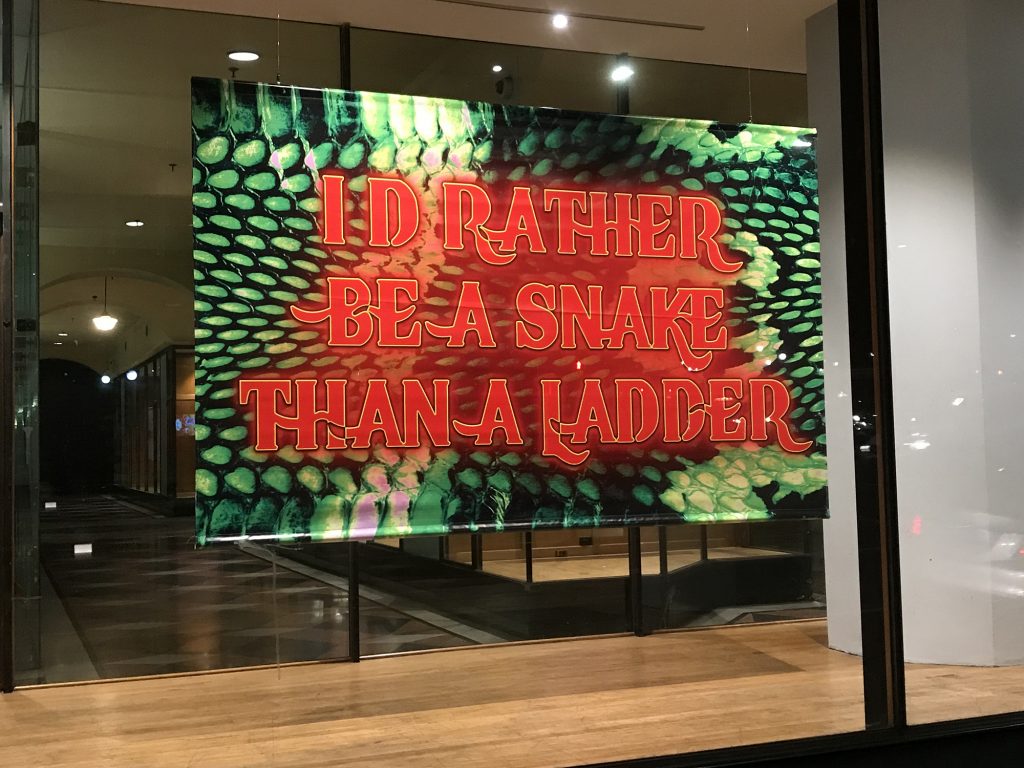 I'D RATHER
BE A SNAKE
THAN A LADDER